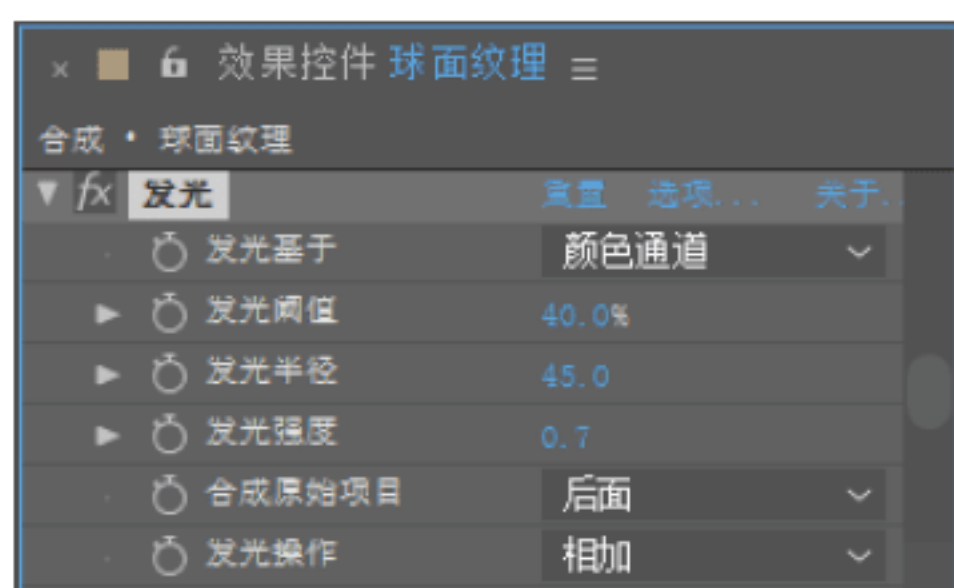 × 效果控件 球面纹理 ≡
合成 • 球面纹理
fx 发光 重置 选项... 关于..
发光基于 颜色通道
发光阈值 40.0%
发光半径 45.0
发光强度 0.7
合成原始项目 后面
发光操作 相加